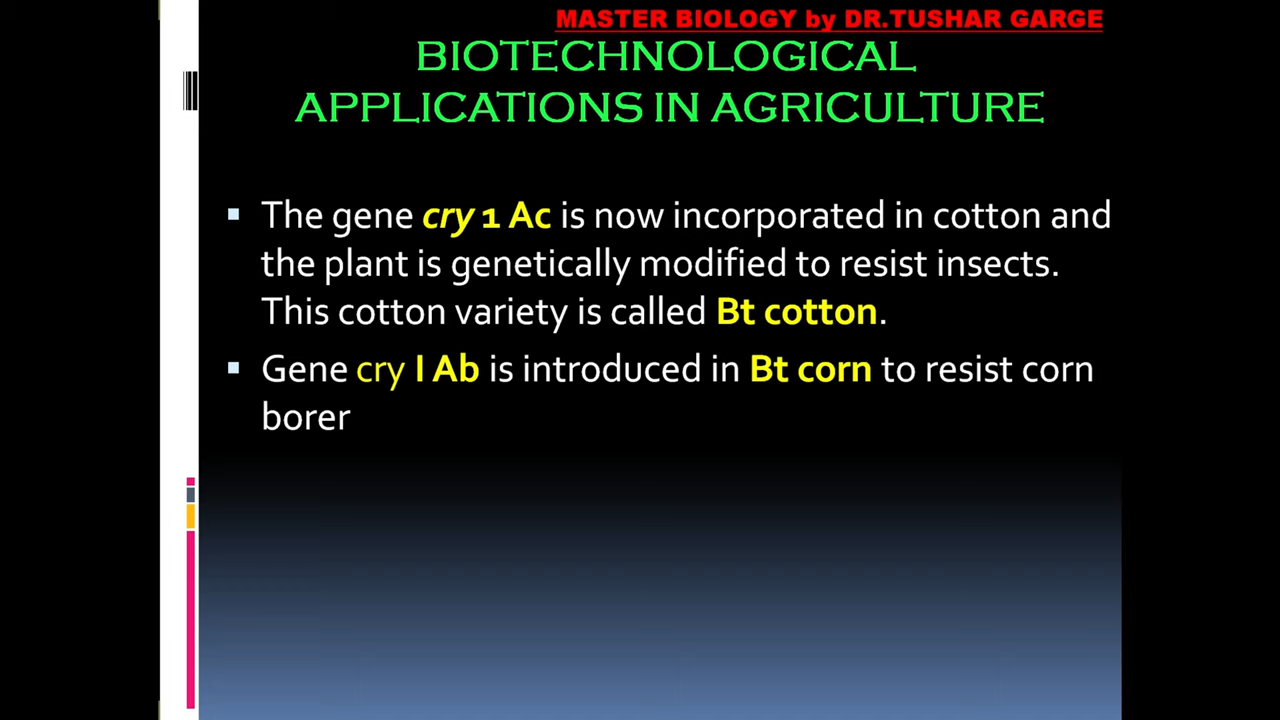 MASTER BIOLOGY by DR.TUSHAR GARGE
BIOTECHNOLOGICAL
APPLICATIONS IN AGRICULTURE
▪ The gene cry 1 Ac is now incorporated in cotton and
the plant is genetically modified to resist insects.
This cotton variety is called Bt cotton.
▪ Gene cry I Ab is introduced in Bt corn to resist corn
borer